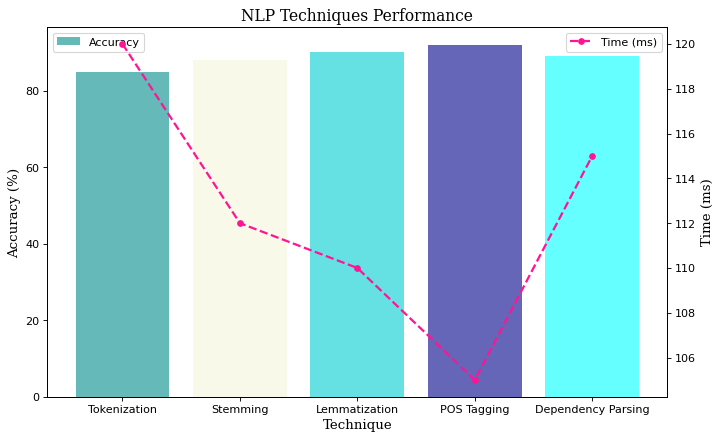 NLP Techniques Performance
Accuracy
Time (ms)
Accuracy (%)
0
20
40
60
80
Time (ms)
106
108
110
112
114
116
118
120
Tokenization
Stemming
Lemmatization
POS Tagging
Dependency Parsing
Technique